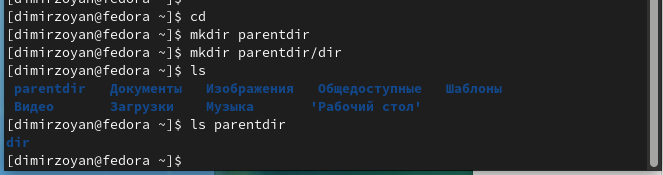 [dimirzoyan@fedora ~]$ cd
[dimirzoyan@fedora ~]$ mkdir parentdir
[dimirzoyan@fedora ~]$ mkdir parentdir/dir
[dimirzoyan@fedora ~]$ ls
parentdir Документы Изображения Общедоступные Шаблоны
Видео Загрузки Музыка 'Рабочий стол'
[dimirzoyan@fedora ~]$ ls parentdir
dir
[dimirzoyan@fedora ~]$